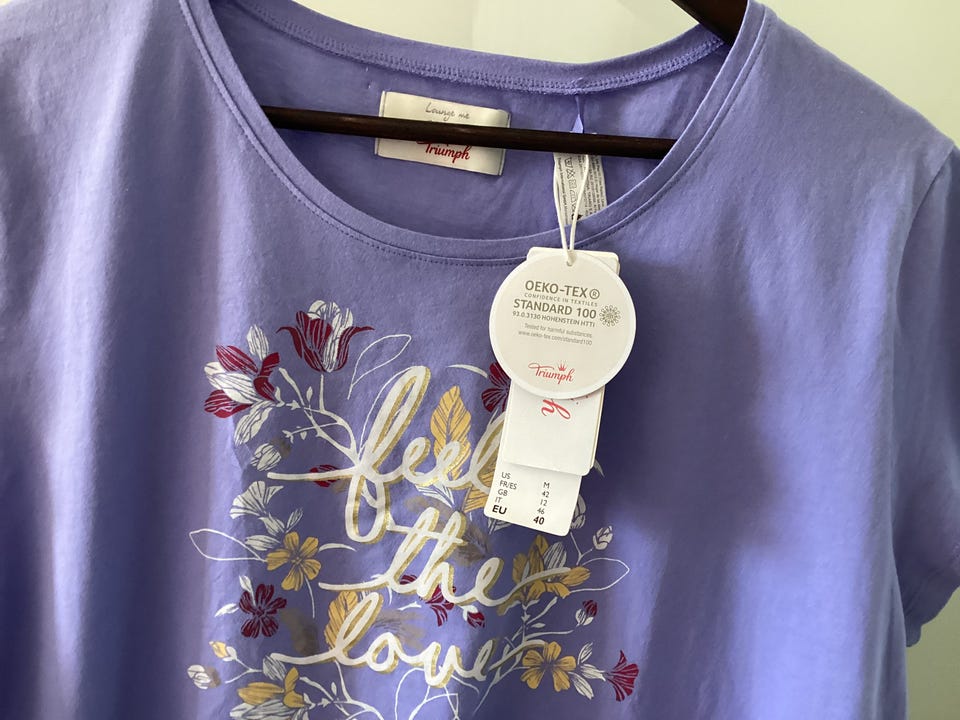 Lounge me
Triumph
OEKO-TEX®
CONFIDENCE IN TEXTILES
STANDARD 100
93.0.3130 HOHENSTEIN HTTI
Tested for harmful substances.
www.oeko-tex.com/standard100
Triumph
US M
FR/ES 42
GB 12
IT 46
EU 40
feel
the
love